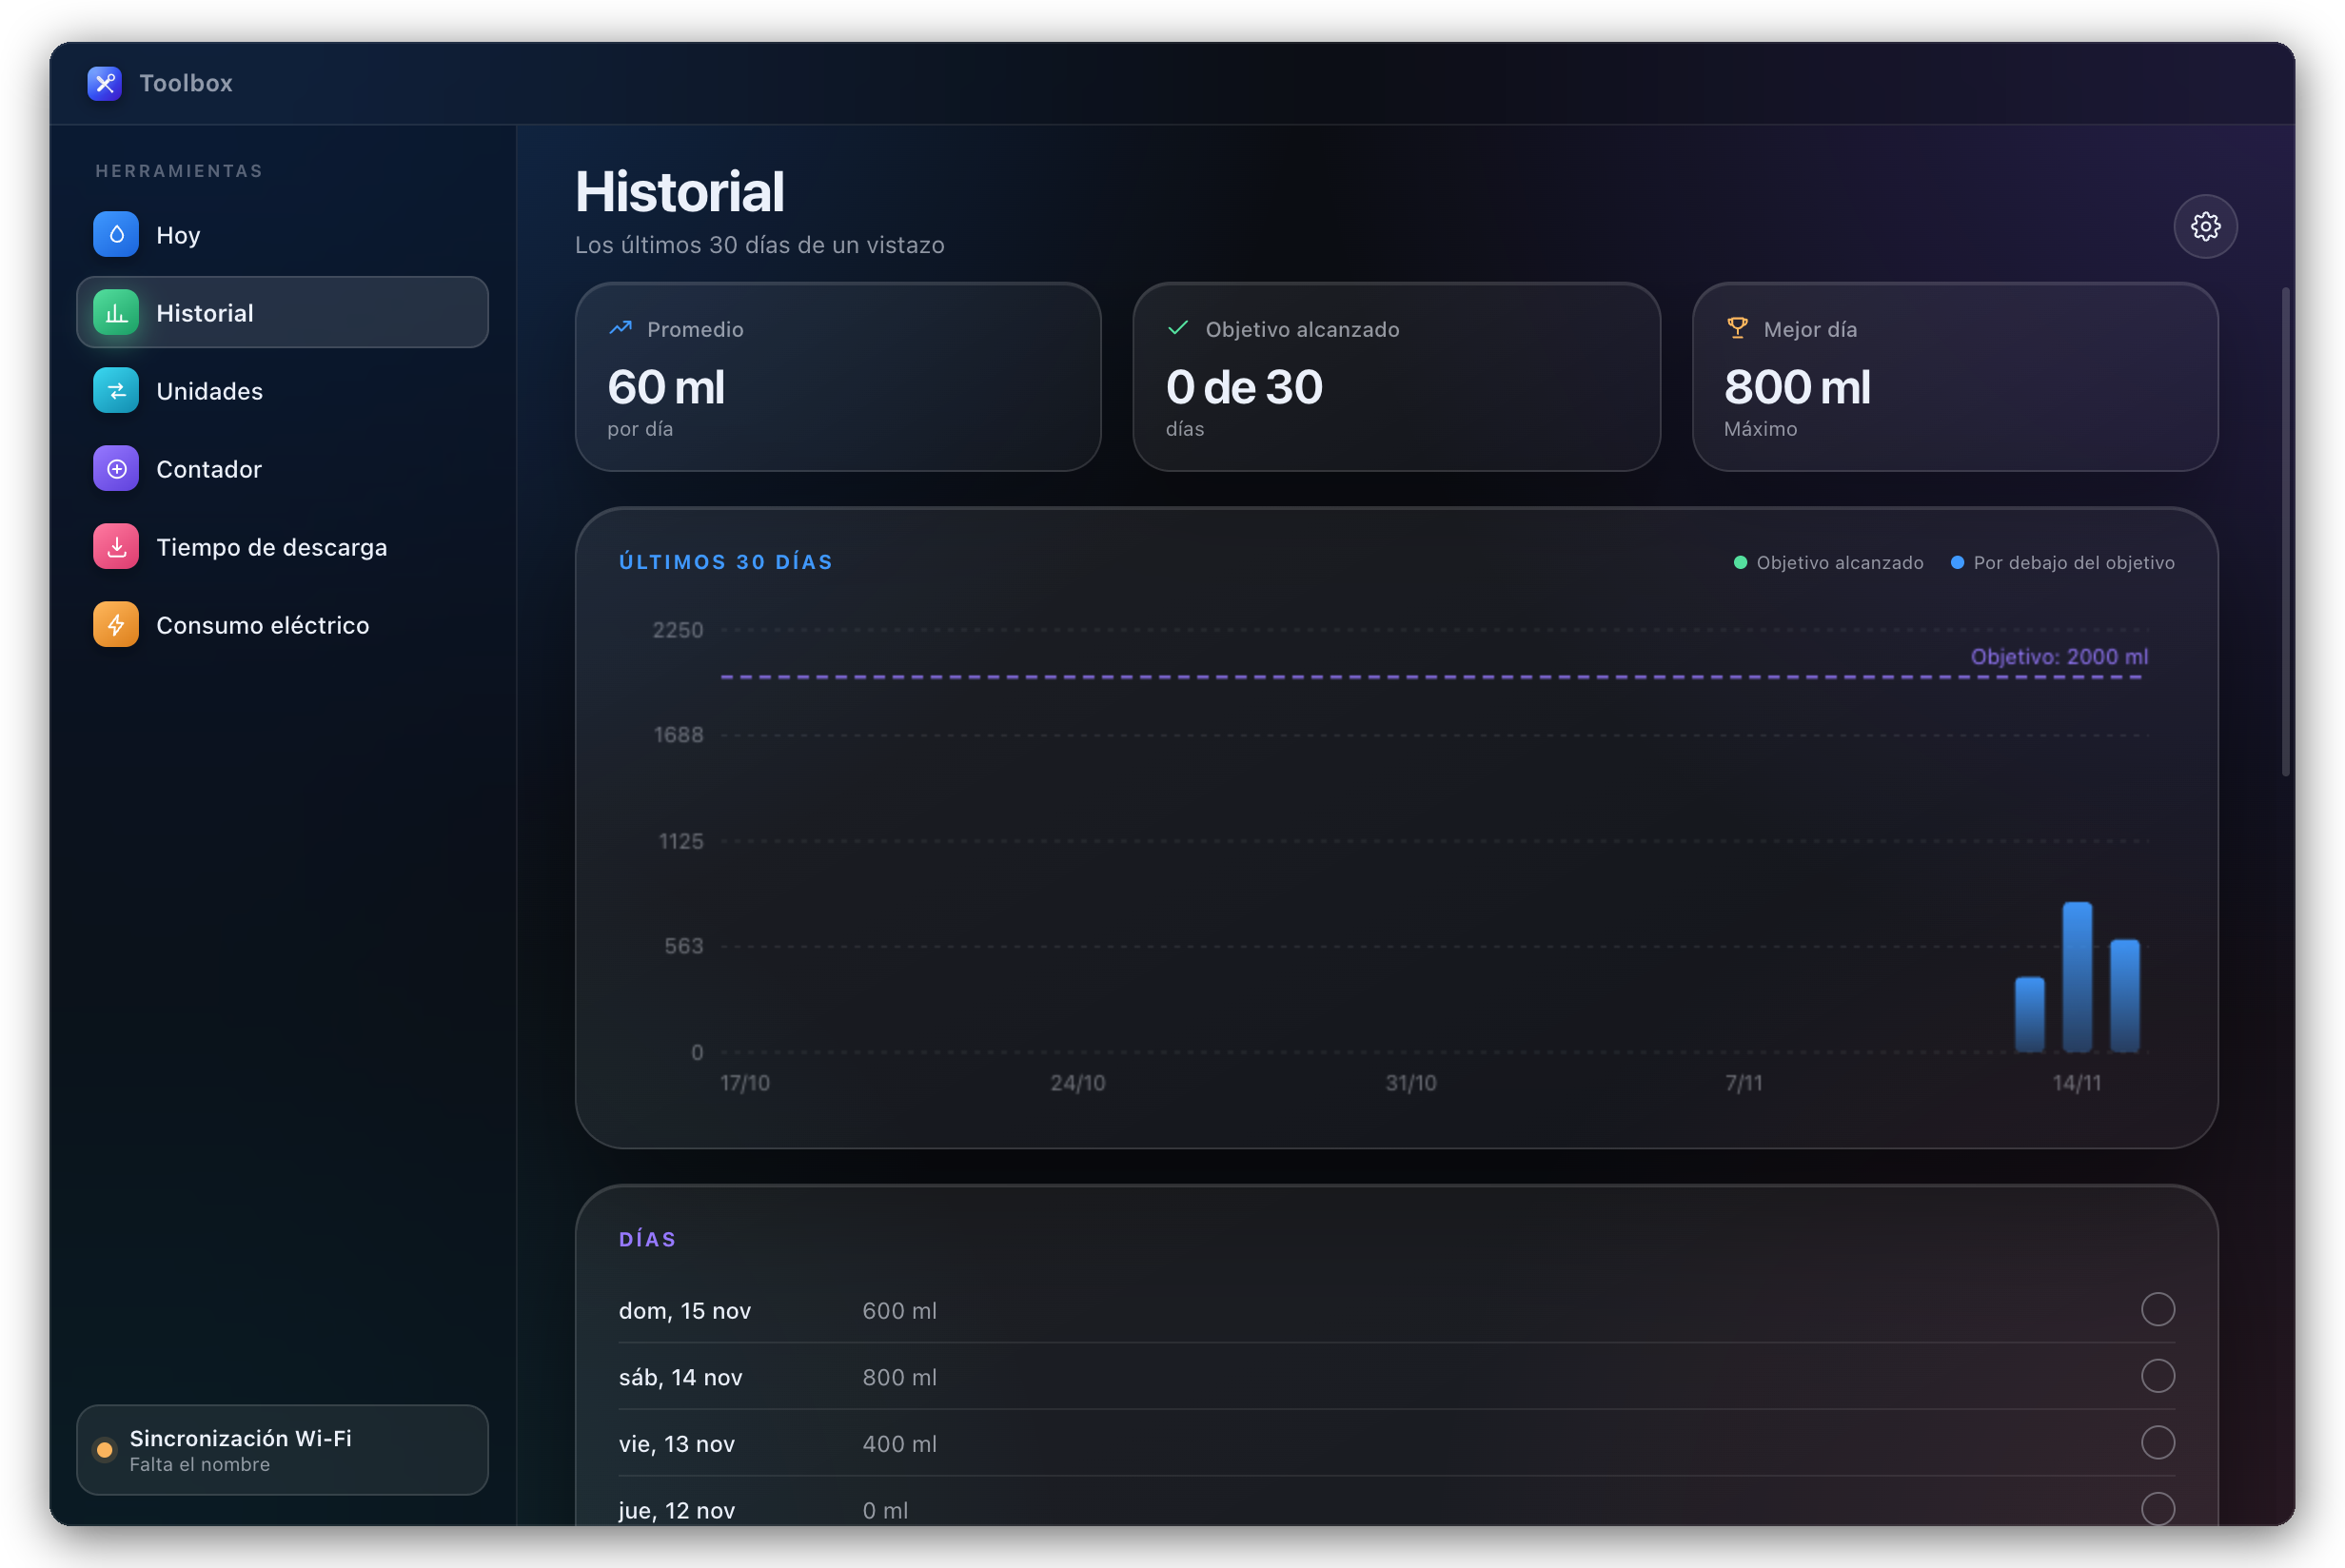 Toolbox
HERRAMIENTAS
Hoy
Historial
Unidades
Contador
Tiempo de descarga
Consumo eléctrico
Sincronización Wi-Fi
Falta el nombre
Historial
Los últimos 30 días de un vistazo
Promedio
60 ml
por día
Objetivo alcanzado
0 de 30
días
Mejor día
800 ml
Máximo
ÚLTIMOS 30 DÍAS
Objetivo alcanzado
Por debajo del objetivo
2250
Objetivo: 2000 ml
1688
1125
563
0
17/10
24/10
31/10
7/11
14/11
DÍAS
dom, 15 nov
600 ml
sáb, 14 nov
800 ml
vie, 13 nov
400 ml
jue, 12 nov
0 ml